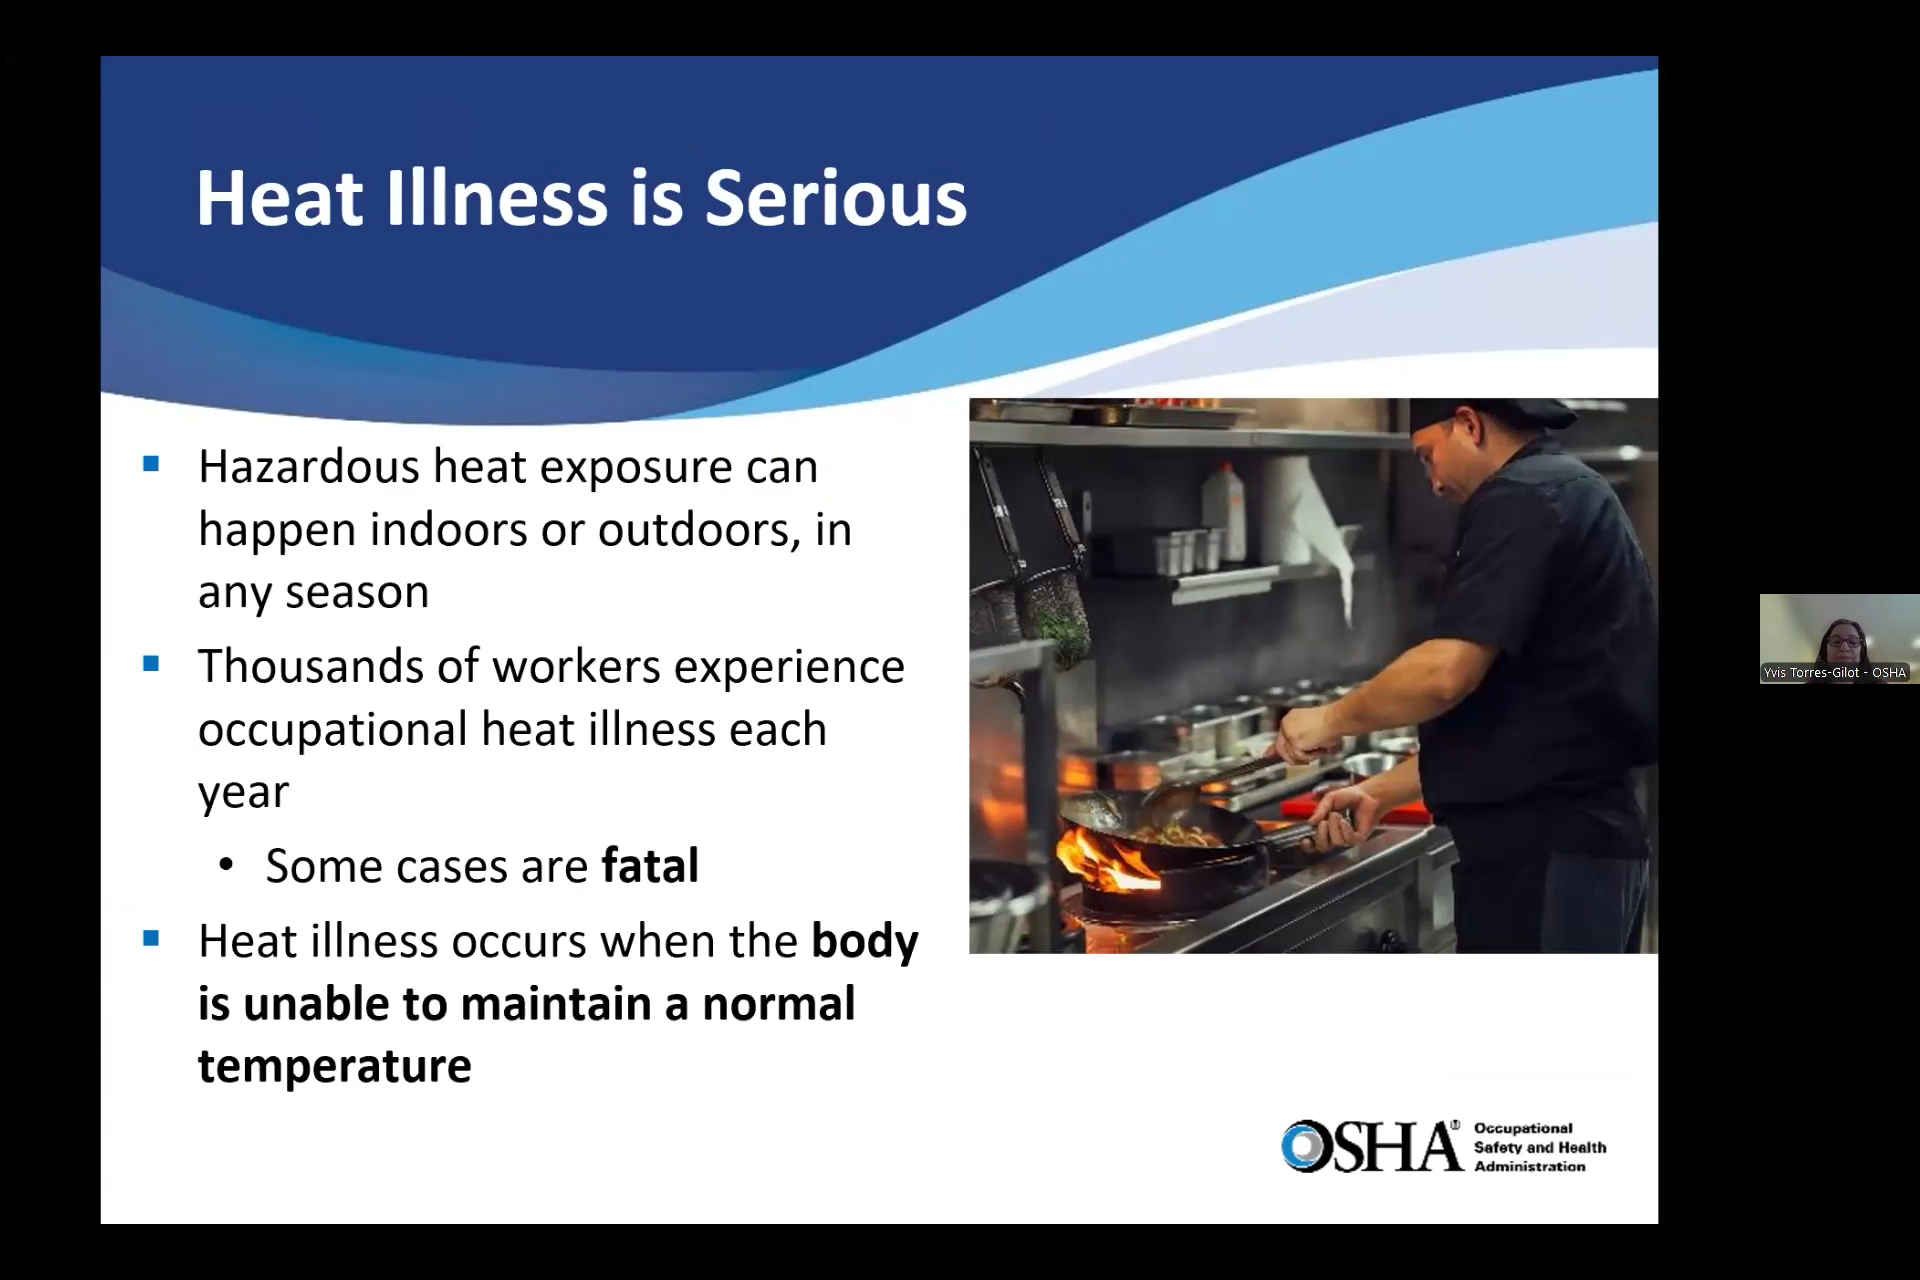 Heat Illness is Serious
▪ Hazardous heat exposure can
happen indoors or outdoors, in
any season
▪ Thousands of workers experience
occupational heat illness each
year
• Some cases are fatal
▪ Heat illness occurs when the body
is unable to maintain a normal
temperature
OSHA®
Occupational
Safety and Health
Administration
Yvis Torres-Gilot - OSHA